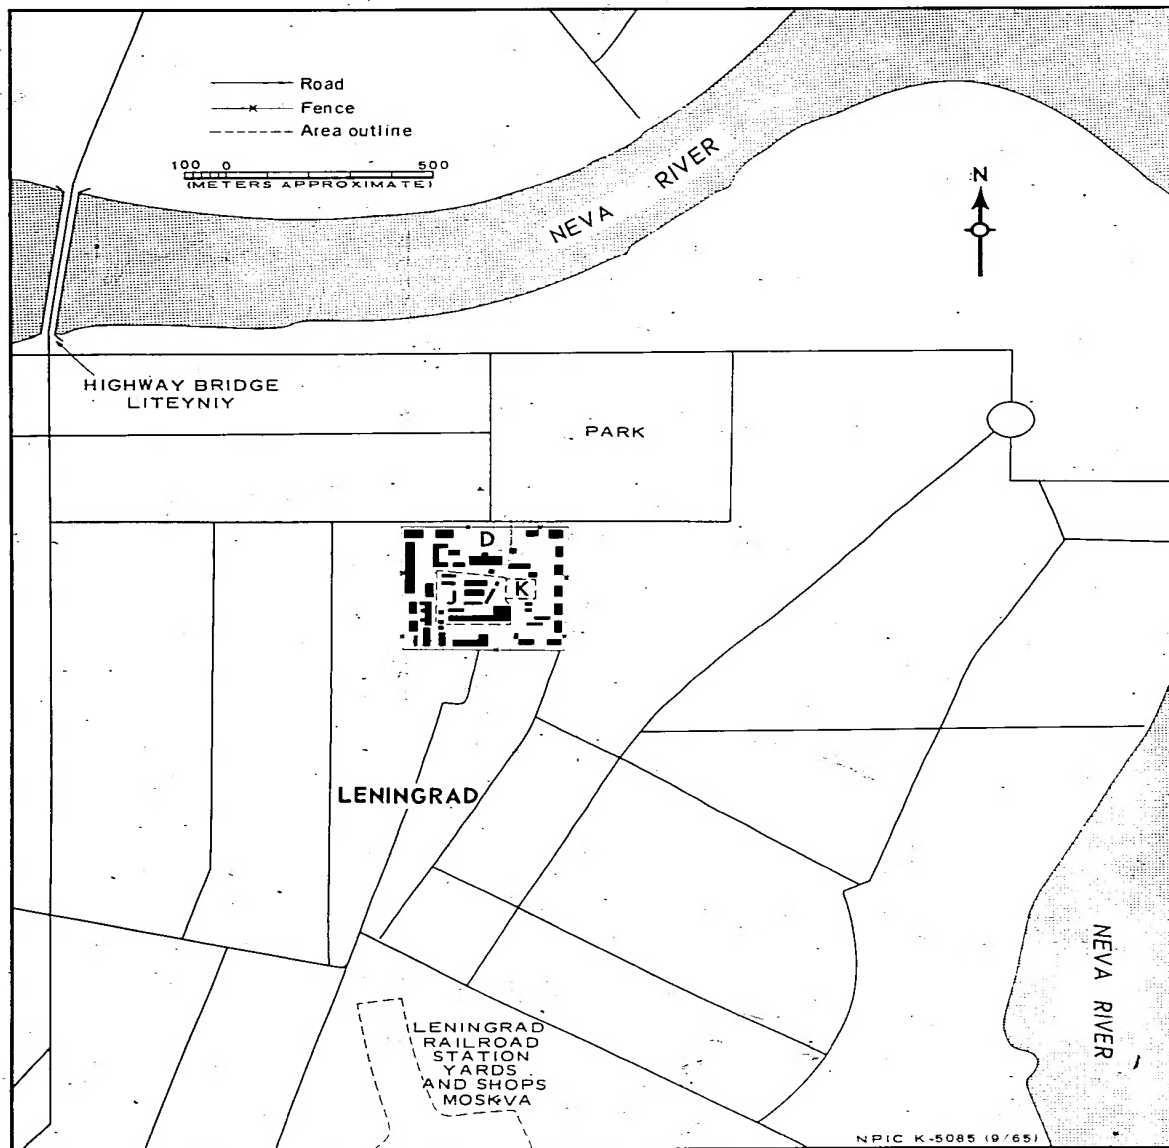 Road
Fence
Area outline
100 0 500
(METERS APPROXIMATE)
NEVA RIVER
N
HIGHWAY BRIDGE
LITEYNIY
PARK
D
J
K
LENINGRAD
NEVA RIVER
LENINGRAD
RAILROAD
STATION
YARDS
AND SHOPS
MOSKVA
NPIC K-5085 (9/65)